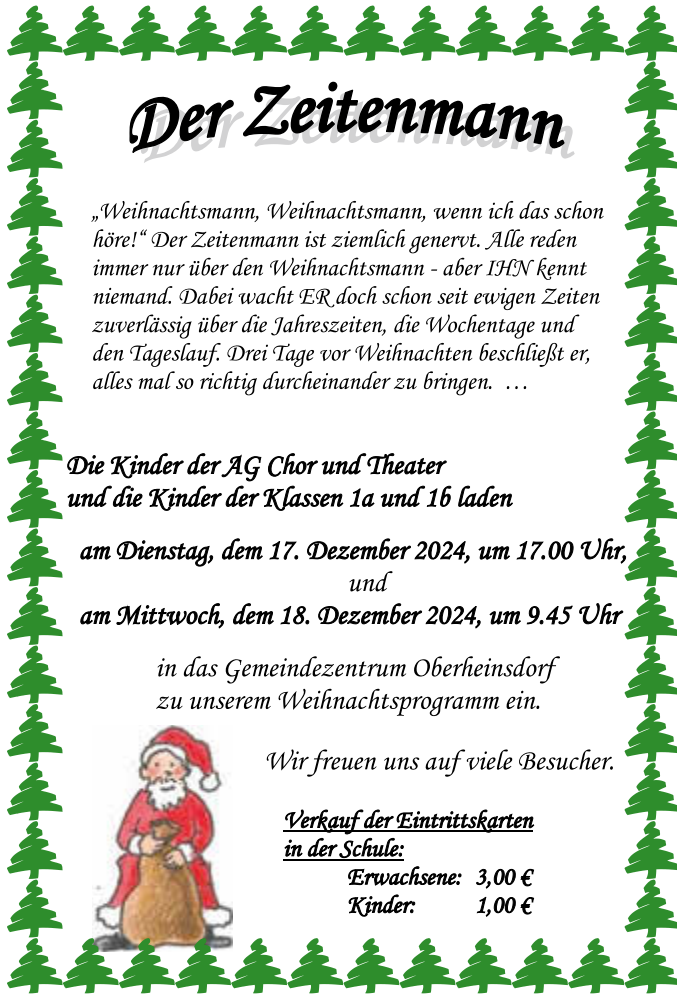 Der Zeitenmann
„Weihnachtsmann, Weihnachtsmann, wenn ich das schon
höre!“ Der Zeitenmann ist ziemlich genervt. Alle reden
immer nur über den Weihnachtsmann - aber IHN kennt
niemand. Dabei wacht ER doch schon seit ewigen Zeiten
zuverlässig über die Jahreszeiten, die Wochentage und
den Tageslauf. Drei Tage vor Weihnachten beschließt er,
alles mal so richtig durcheinander zu bringen. …
Die Kinder der AG Chor und Theater
und die Kinder der Klassen 1a und 1b laden
am Dienstag, dem 17. Dezember 2024, um 17.00 Uhr,
und
am Mittwoch, dem 18. Dezember 2024, um 9.45 Uhr
in das Gemeindezentrum Oberheinsdorf
zu unserem Weihnachtsprogramm ein.
Wir freuen uns auf viele Besucher.
Verkauf der Eintrittskarten
in der Schule:
Erwachsene: 3,00 €
Kinder: 1,00 €